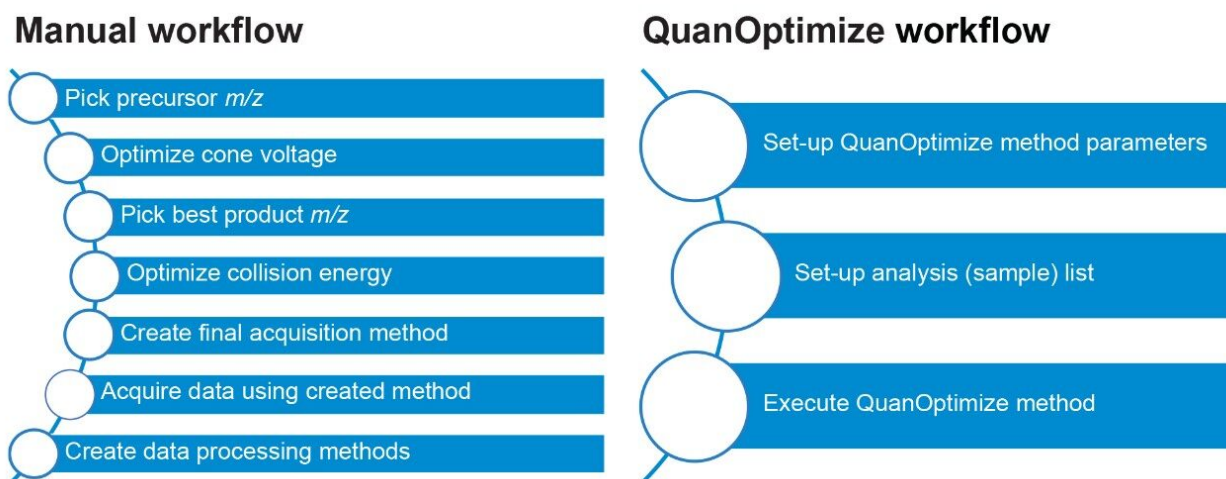 Manual workflow
Pick precursor m/z
Optimize cone voltage
Pick best product m/z
Optimize collision energy
Create final acquisition method
Acquire data using created method
Create data processing methods
QuanOptimize workflow
Set-up QuanOptimize method parameters
Set-up analysis (sample) list
Execute QuanOptimize method